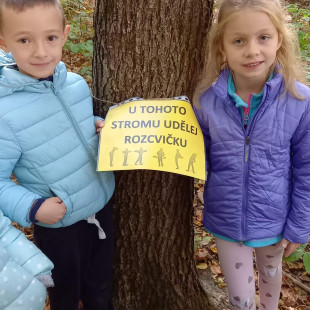 U TOHOTO
STROMU UDĚLEJ
ROZCVIČKU